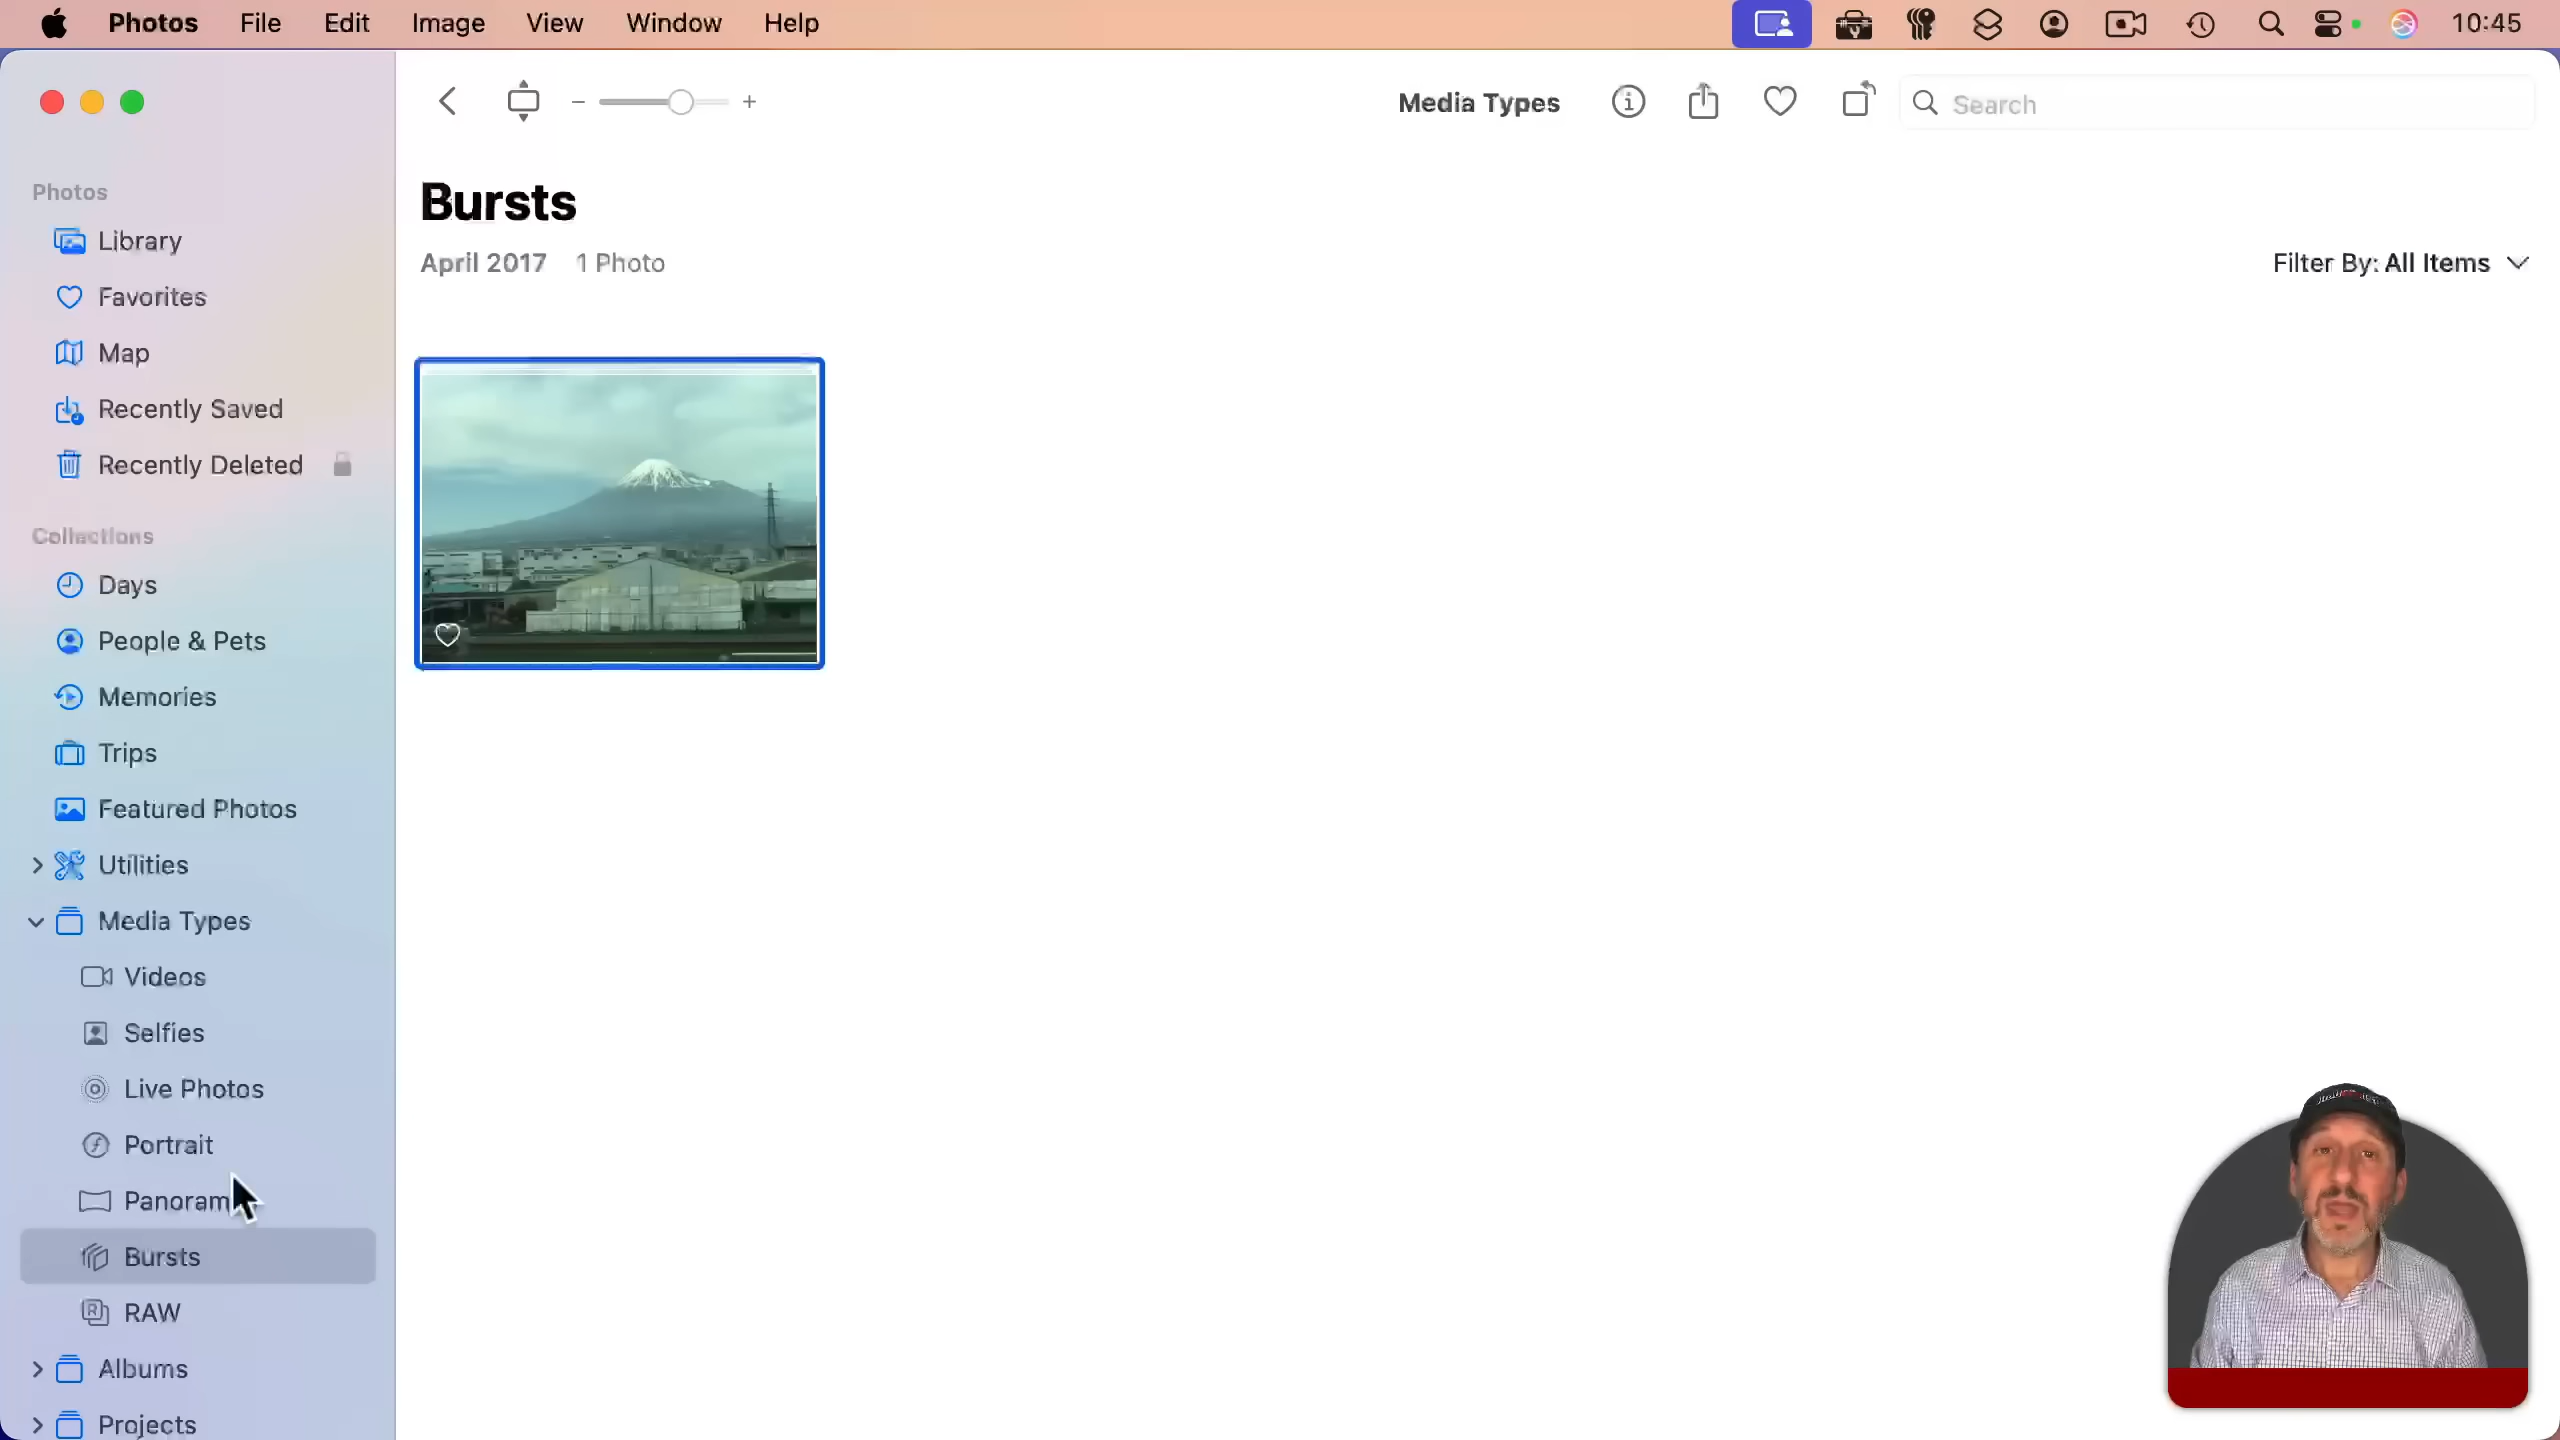 Photos File Edit Image View Window Help 10:45
Media Types Search
Photos
Library
Favorites
Map
Recently Saved
Recently Deleted
Collections
Days
People & Pets
Memories
Trips
Featured Photos
Utilities
Media Types
Videos
Selfies
Live Photos
Portrait
Panoram
Bursts
RAW
Albums
Projects
Bursts
April 2017 1 Photo
Filter By: All Items